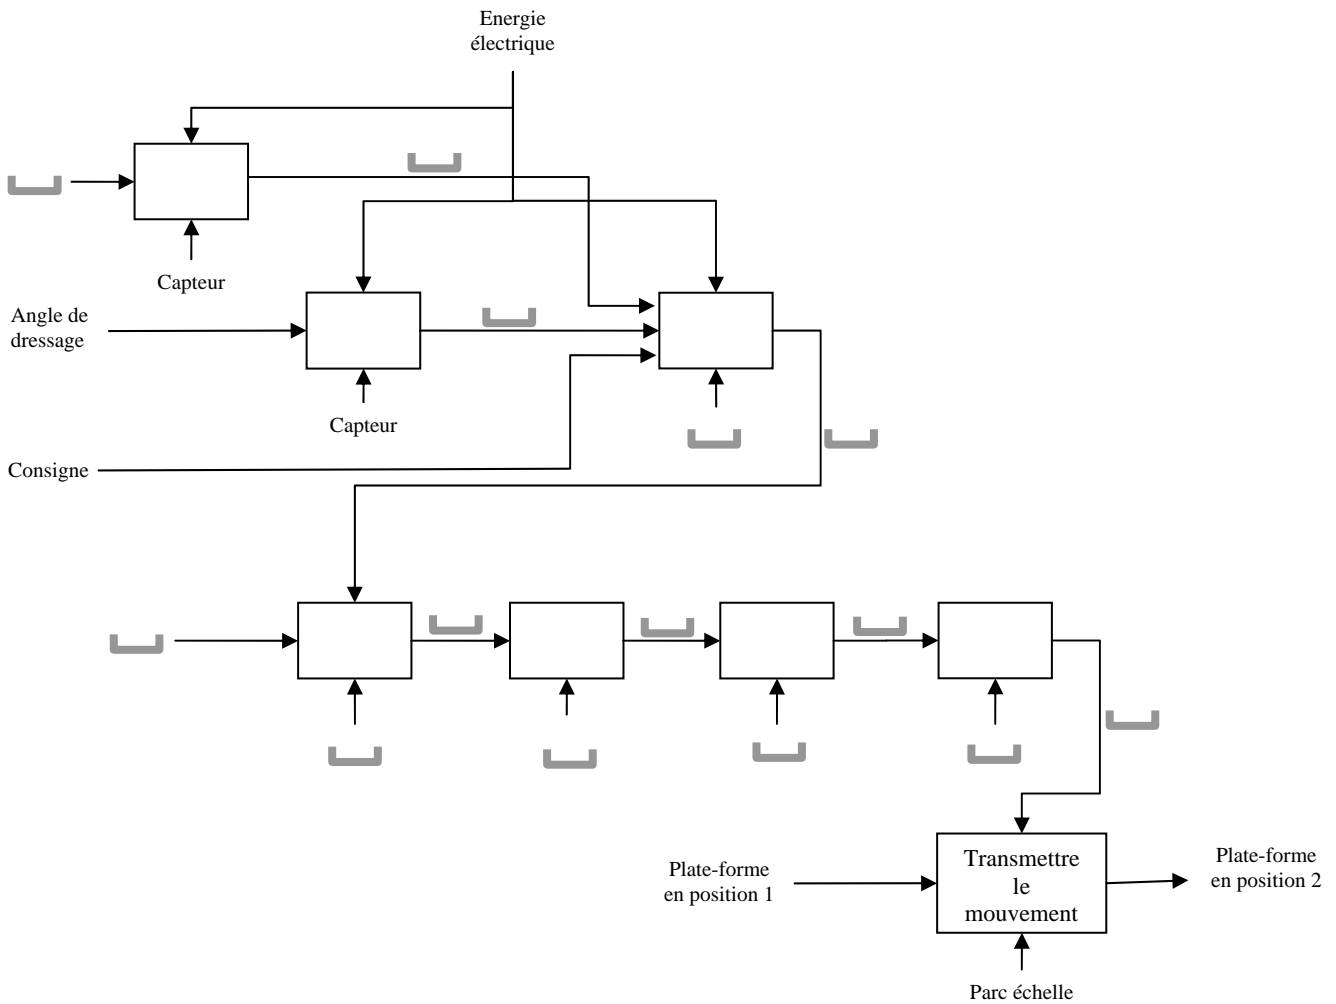 Energie
électrique
Capteur
Angle de
dressage
Capteur
Consigne
Transmettre
le
mouvement
Plate-forme
en position 1
Plate-forme
en position 2
Parc échelle